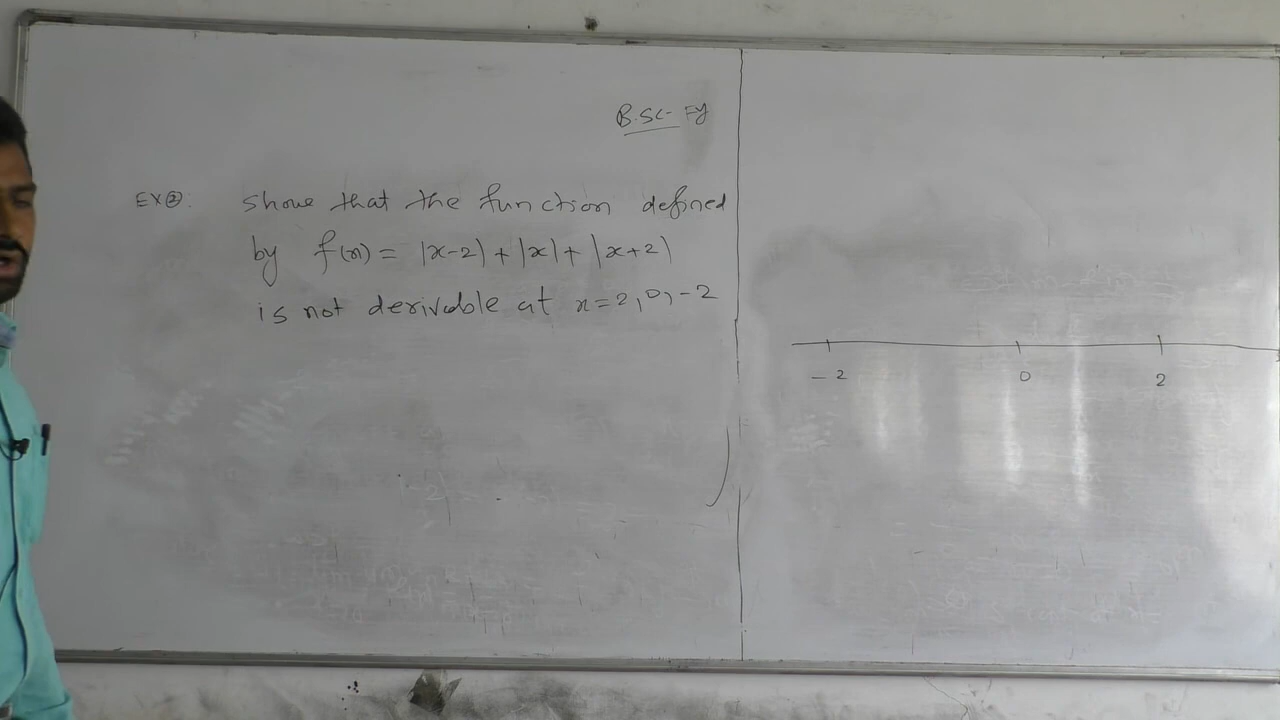 B.Sc- FY
EX②: Show that the function defined
by f(x) = |x-2| + |x| + |x+2|
is not derivable at x=2, 0, -2
-2 0 2